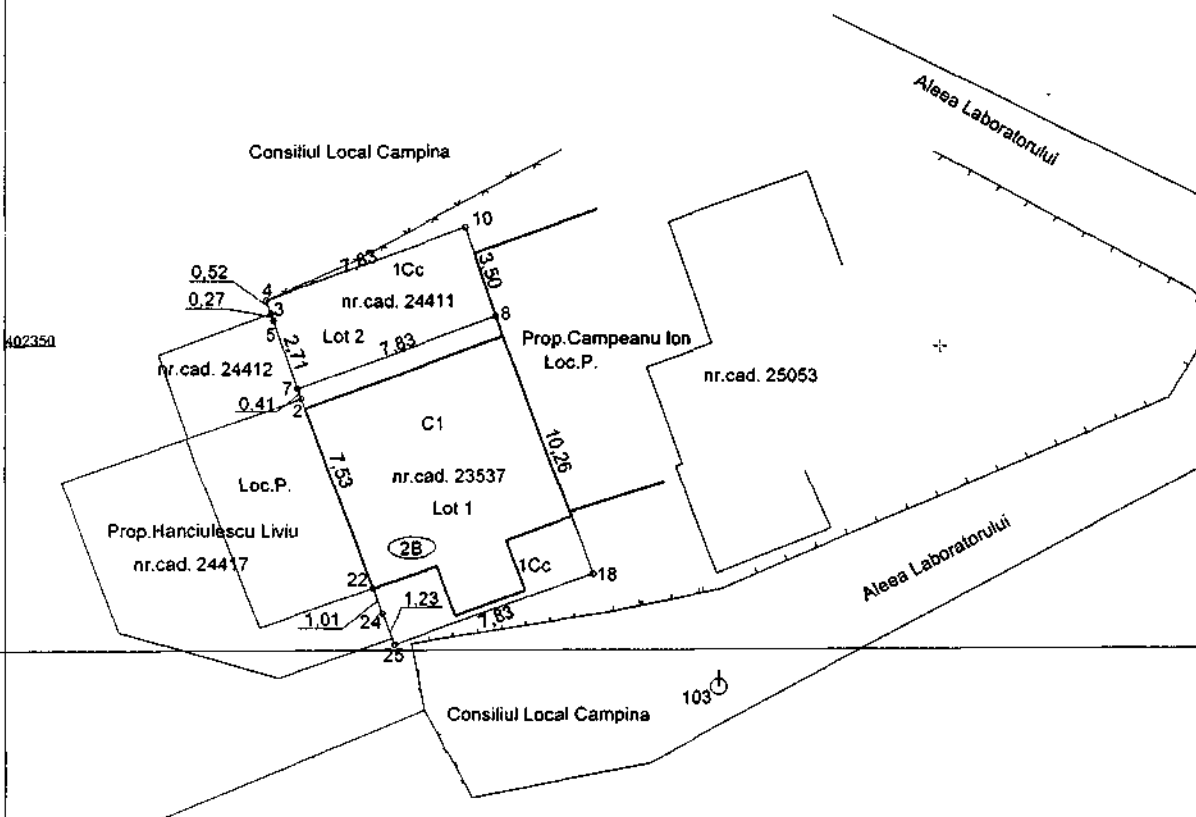 Aleea Laboratorului
Consiliul Local Campina
10
7,83
1Cc
3,50
0,52
4
nr.cad. 24411
0,27
3
8
5
Lot 2
402350
2,71
7,83
Prop.Campeanu Ion
Loc.P.
nr.cad. 24412
nr.cad. 25053
7
0,41
2
C1
10,26
7,53
nr.cad. 23537
Loc.P.
Lot 1
Prop.Hanciulescu Liviu
2B
nr.cad. 24417
1Cc
18
22
Aleea Laboratorului
1,23
1,01
24
7,83
25
103
Consiliul Local Campina